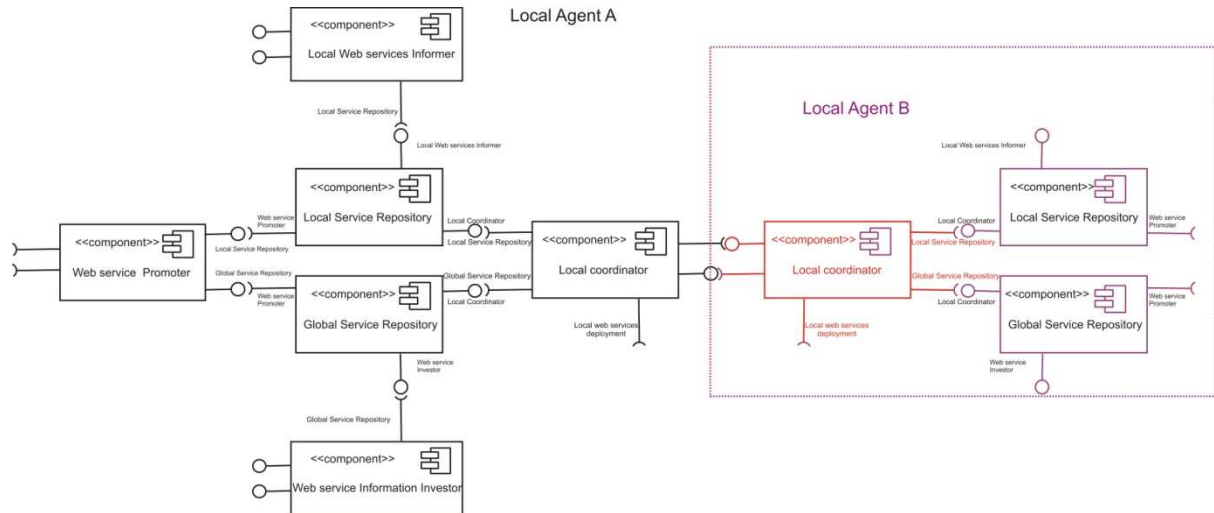 Local Agent A
<<component>>
Local Web services Informer
Local Service Repository
Local Web services Informer
<<component>>
Local Service Repository
Web service
Promoter
Local Service Repository
Local Coordinator
Local Service Repository
<<component>>
Web service  Promoter
Global Service Repository
Web service
Promoter
<<component>>
Global Service Repository
Global Service Repository
Local Coordinator
<<component>>
Local coordinator
Local web services
deployment
Web service
Investor
Global Service Repository
<<component>>
Web service Information Investor
Local Agent B
Local Web services Informer
<<component>>
Local coordinator
Local web services
deployment
Local Coordinator
Local Service Repository
<<component>>
Local Service Repository
Web service
Promoter
Global Service Repository
Local Coordinator
<<component>>
Global Service Repository
Web service
Promoter
Web service
Investor